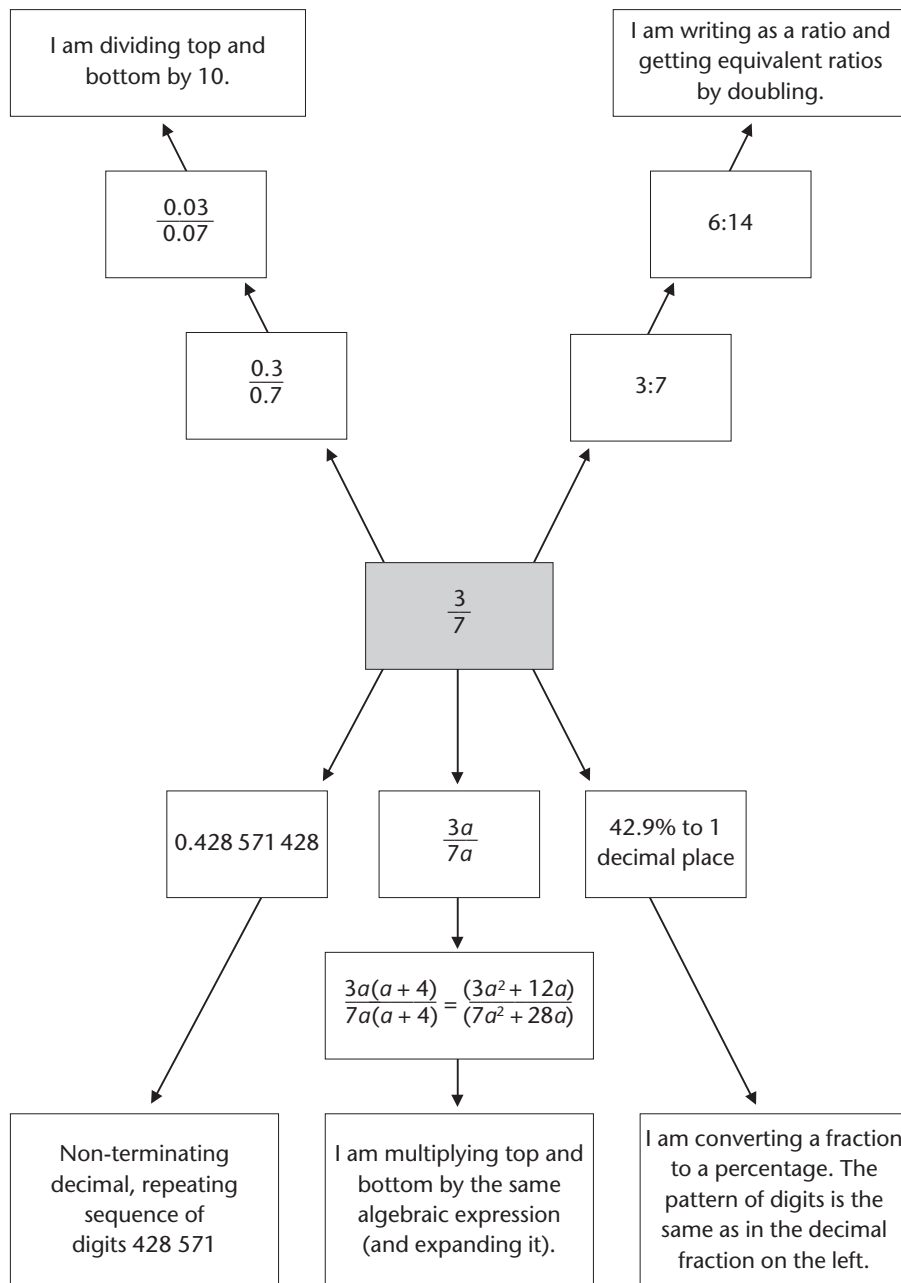 I am dividing top and
bottom by 10.
I am writing as a ratio and
getting equivalent ratios
by doubling.
0.03
0.07
6:14
0.3
0.7
3:7
3
7
0.428 571 428
3a
7a
42.9% to 1
decimal place
3a(a + 4) = (3a² + 12a)
7a(a + 4) (7a² + 28a)
Non-terminating
decimal, repeating
sequence of
digits 428 571
I am multiplying top and
bottom by the same
algebraic expression
(and expanding it).
I am converting a fraction
to a percentage. The
pattern of digits is the
same as in the decimal
fraction on the left.